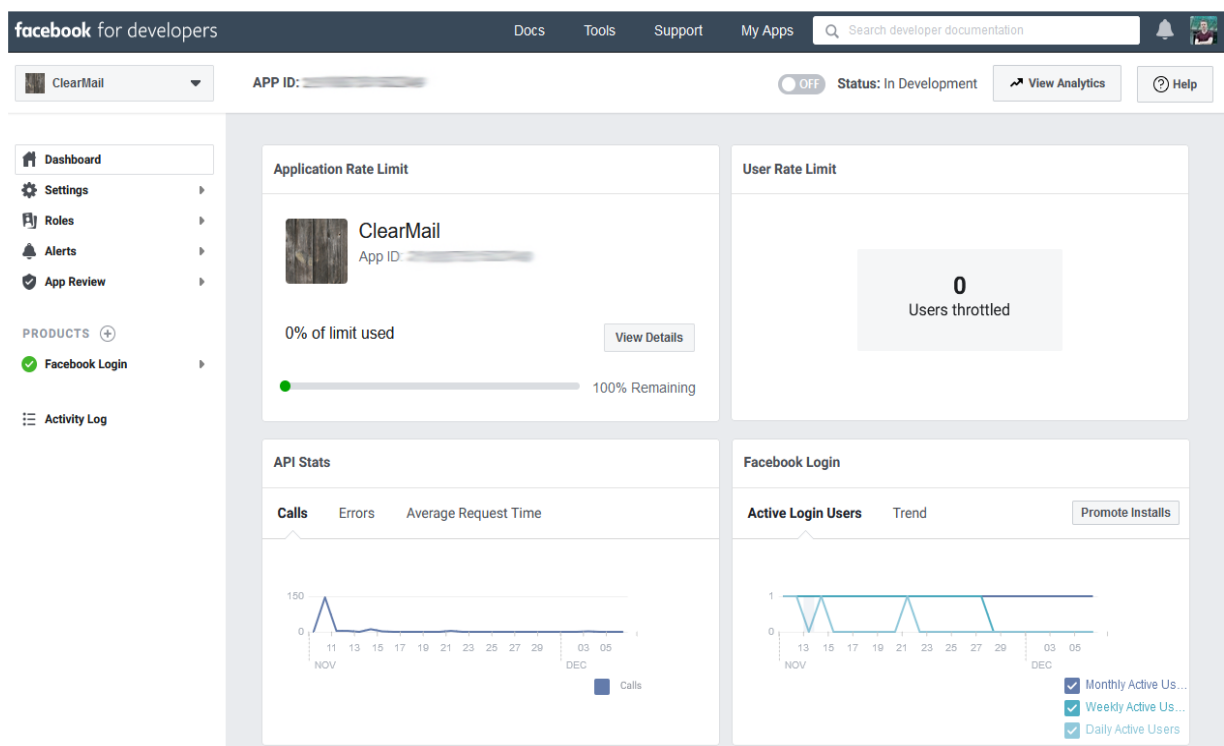 facebook for developers Docs Tools Support My Apps Search developer documentation
ClearMail APP ID: OFF Status: In Development View Analytics Help
Dashboard
Settings
Roles
Alerts
App Review
PRODUCTS
Facebook Login
Activity Log
Application Rate Limit
ClearMail
App ID:
0% of limit used View Details
100% Remaining
User Rate Limit
0
Users throttled
API Stats
Calls Errors Average Request Time
150
0
11 13 15 17 19 21 23 25 27 29 03 05
NOV DEC
Calls
Facebook Login
Active Login Users Trend Promote Installs
1
0
13 15 17 19 21 23 25 27 29 03 05
NOV DEC
Monthly Active Us...
Weekly Active Us...
Daily Active Users